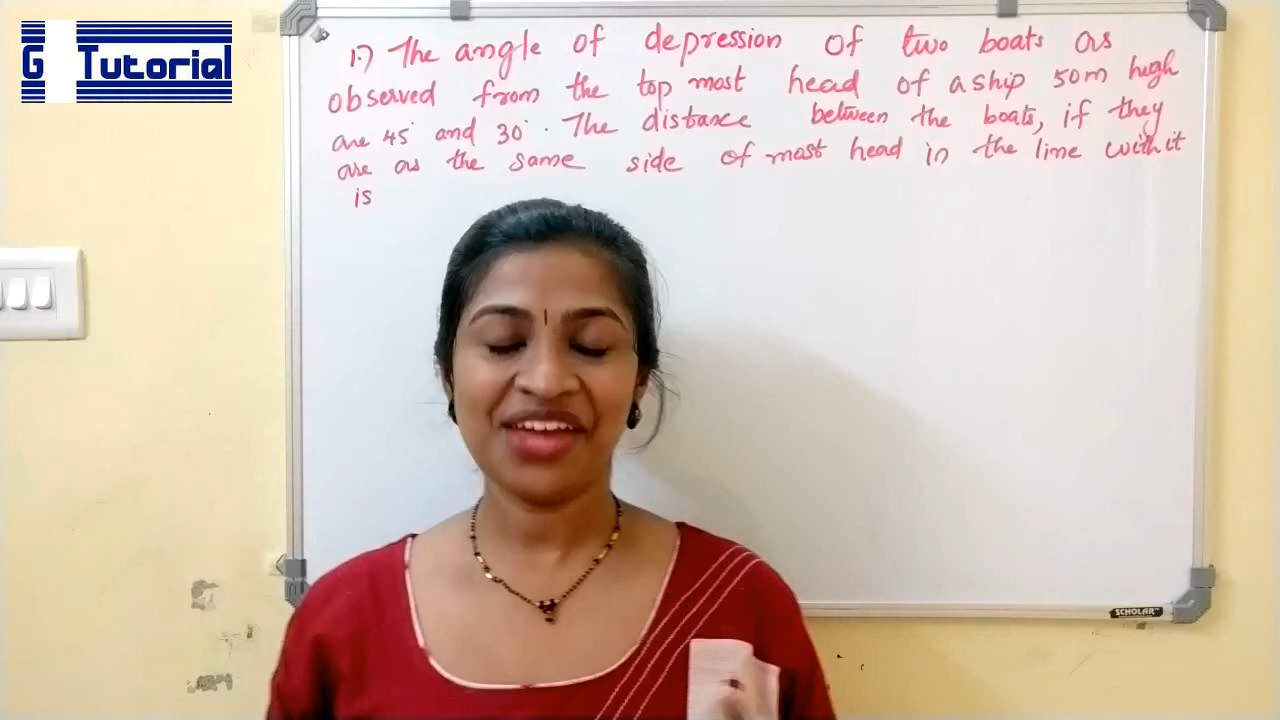 G Tutorial
1.) The angle of depression of two boats as
observed from the top most head of a ship 50m high
are 45° and 30°. The distance between the boats, if they
are as the same side of mast head in the line with it
is
SCHOLAR™